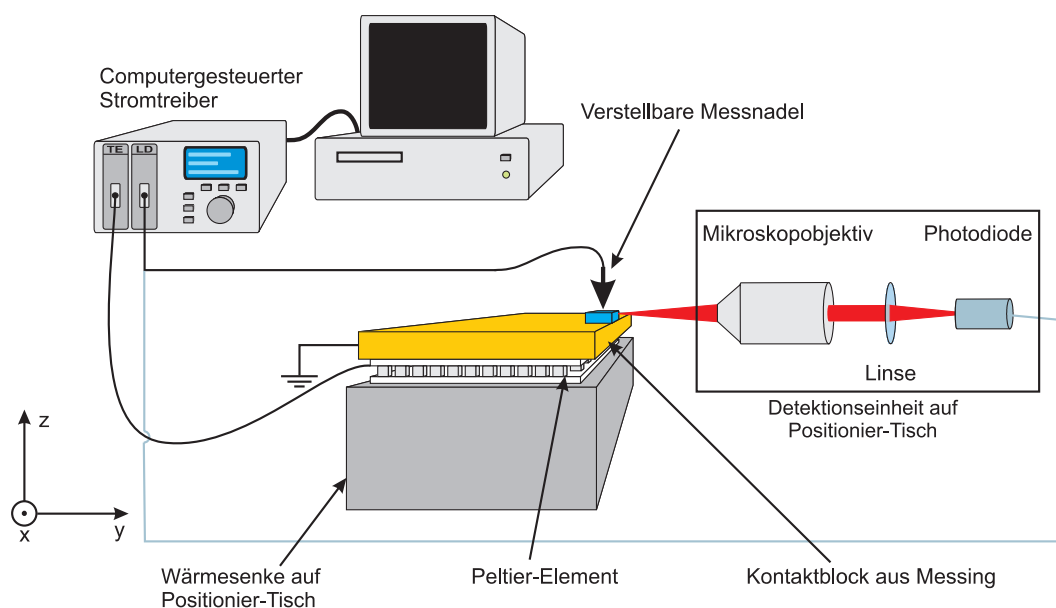 Computergesteuerter
Stromtreiber
TE
LD
Verstellbare Messnadel
Mikroskopobjektiv
Photodiode
Linse
Detektionseinheit auf
Positionier-Tisch
z
x
y
Wärmesenke auf
Positionier-Tisch
Peltier-Element
Kontaktblock aus Messing